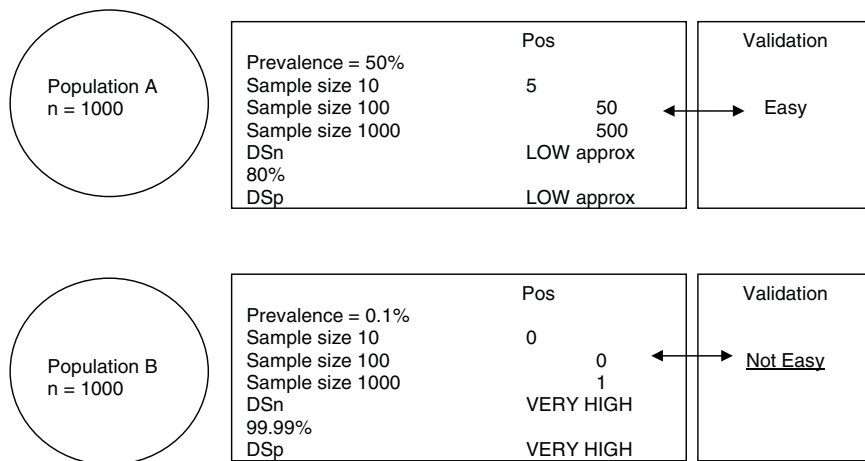 Population A
n = 1000
Pos
Prevalence = 50%
Sample size 10 5
Sample size 100 50
Sample size 1000 500
DSn LOW approx
80%
DSp LOW approx
Validation
Easy
Population B
n = 1000
Pos
Prevalence = 0.1%
Sample size 10 0
Sample size 100 0
Sample size 1000 1
DSn VERY HIGH
99.99%
DSp VERY HIGH
Validation
Not Easy